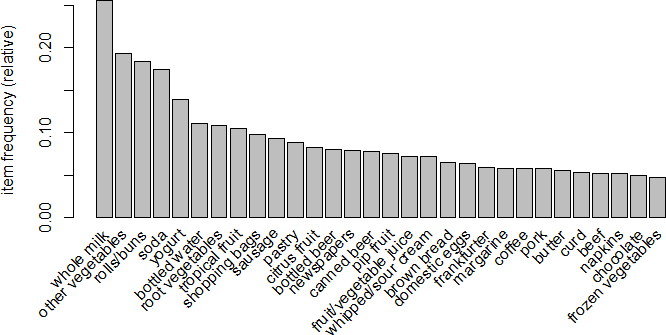 item frequency (relative)
0.00
0.10
0.20
whole milk
other vegetables
rolls/buns
soda
yogurt
bottled water
root vegetables
tropical fruit
shopping bags
sausage
pastry
citrus fruit
bottled beer
newspapers
canned beer
pip fruit
fruit/vegetable juice
whipped/sour cream
brown bread
domestic eggs
frankfurter
margarine
coffee
pork
butter
curd
beef
napkins
chocolate
frozen vegetables